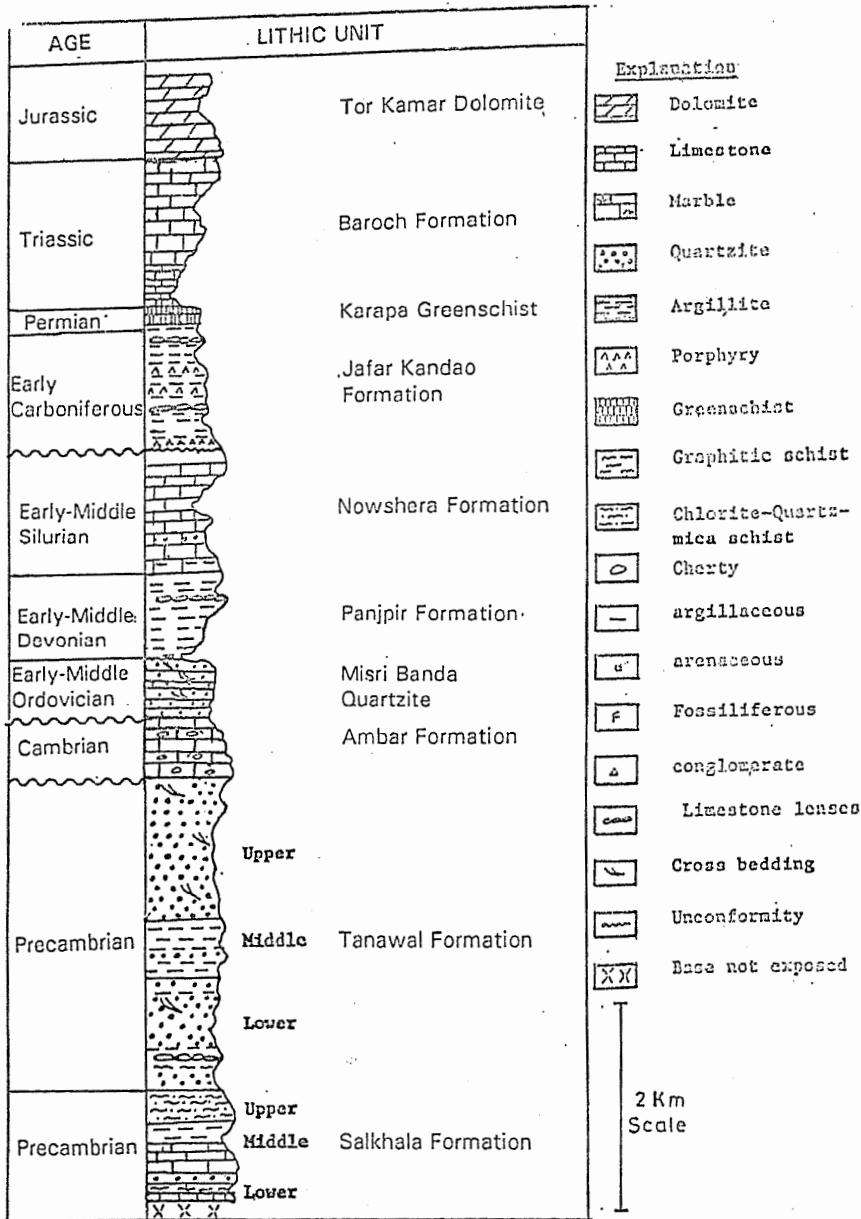 AGE
LITHIC UNIT
Jurassic
Tor Kamar Dolomite
Triassic
Baroch Formation
Permian
Karapa Greenschist
Early
Carboniferous
Jafar Kandao
Formation
Early-Middle
Silurian
Nowshera Formation
Early-Middle
Devonian
Panjpir Formation
Early-Middle
Ordovician
Misri Banda
Quartzite
Cambrian
Ambar Formation
Precambrian
Upper
Middle
Tanawal Formation
Lower
Precambrian
Upper
Middle
Salkhala Formation
Lower
Explanation
Dolomite
Limestone
Marble
Quartzite
Argillite
Porphyry
Greenschist
Graphitic schist
Chlorite-Quartz-
mica schist
Cherty
argillaceous
arenaceous
F
Fossiliferous
conglomerate
Limestone lenses
Cross bedding
Unconformity
Base not exposed
2 Km
Scale